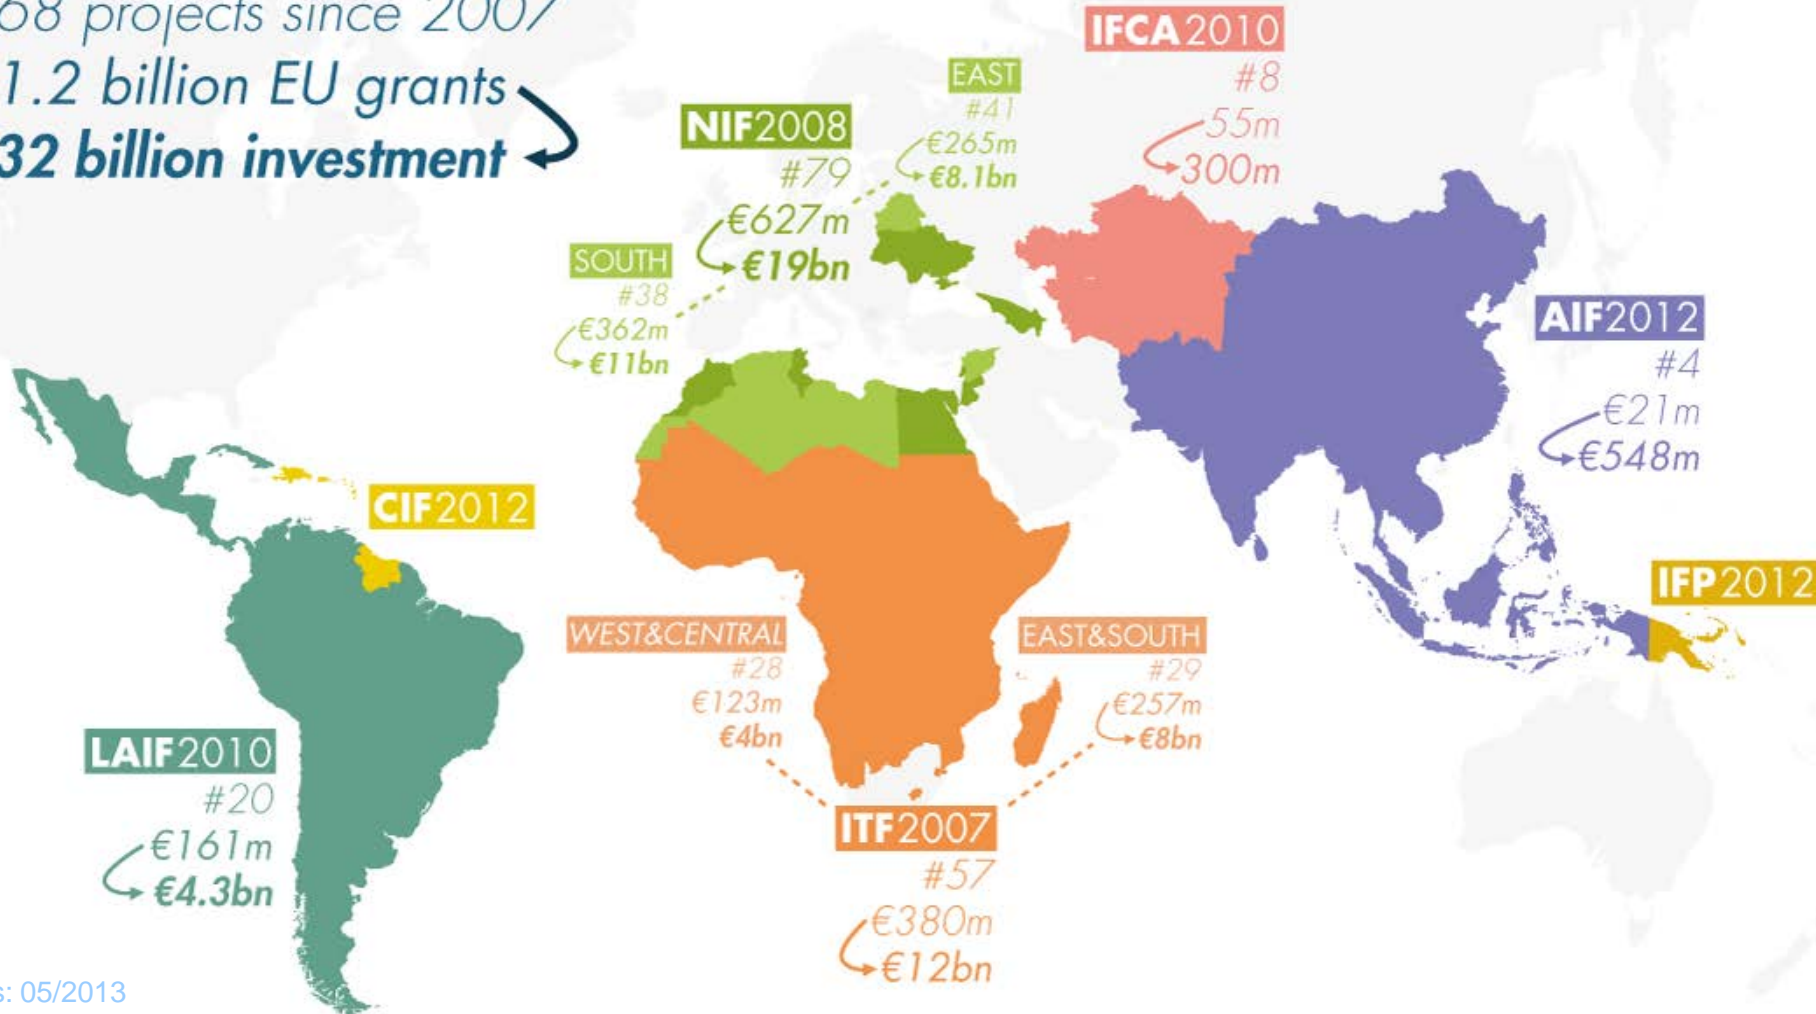 68 projects since 2007
1.2 billion EU grants
32 billion investment
IFCA2010
#8
55m
300m
EAST
#41
€265m
€8.1bn
NIF2008
#79
€627m
€19bn
SOUTH
#38
€362m
€11bn
AIF2012
#4
€21m
€548m
CIF2012
IFP2012
WEST&CENTRAL
#28
€123m
€4bn
EAST&SOUTH
#29
€257m
€8bn
LAIF2010
#20
€161m
€4.3bn
ITF2007
#57
€380m
€12bn
s: 05/2013